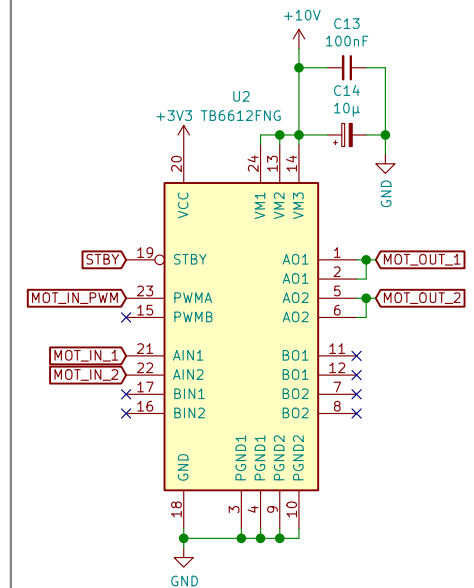 +10V
C13
100nF
C14
10µ
+
GND
U2
+3V3 TB6612FNG
20
24
13
14
VCC
VM1
VM2
VM3
STBY 19 STBY AO1 1 MOT_OUT_1
AO1 2
MOT_IN_PWM 23 PWMA AO2 5 MOT_OUT_2
15 PWMB AO2 6
MOT_IN_1 21 AIN1 BO1 11
MOT_IN_2 22 AIN2 BO1 12
17 BIN1 BO2 7
16 BIN2 BO2 8
GND
PGND1
PGND1
PGND2
PGND2
18
3
4
9
10
GND